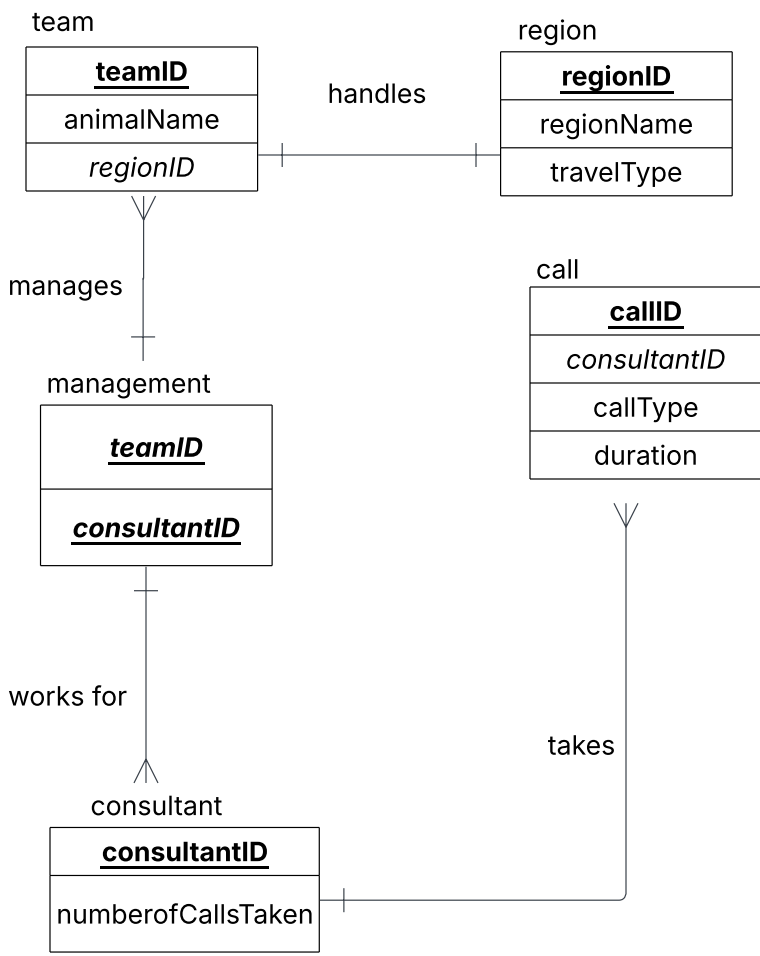 team
teamID
animalName
regionID
handles
region
regionID
regionName
travelType
manages
management
teamID
consultantID
call
callID
consultantID
callType
duration
works for
takes
consultant
consultantID
numberofCallsTaken